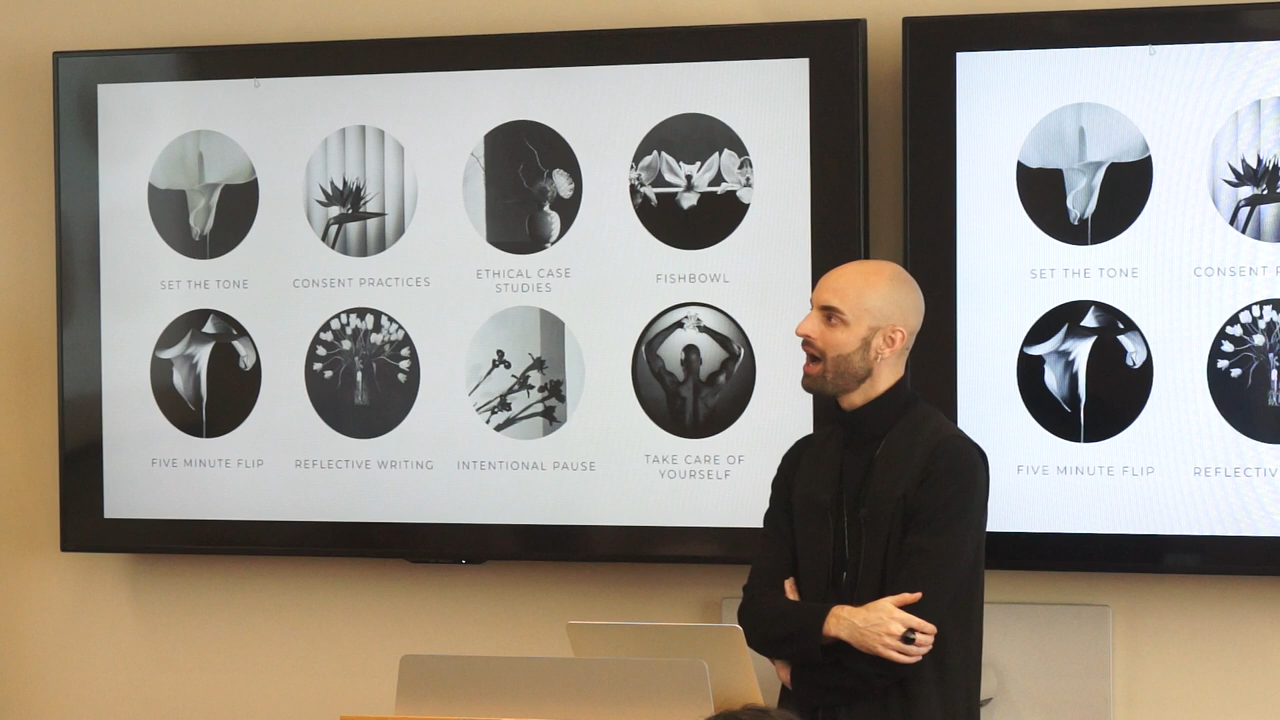 SET THE TONE
CONSENT PRACTICES
ETHICAL CASE
STUDIES
FISHBOWL
FIVE MINUTE FLIP
REFLECTIVE WRITING
INTENTIONAL PAUSE
TAKE CARE OF
YOURSELF
SET THE TONE
CONSENT P
FIVE MINUTE FLIP
REFLECTIV